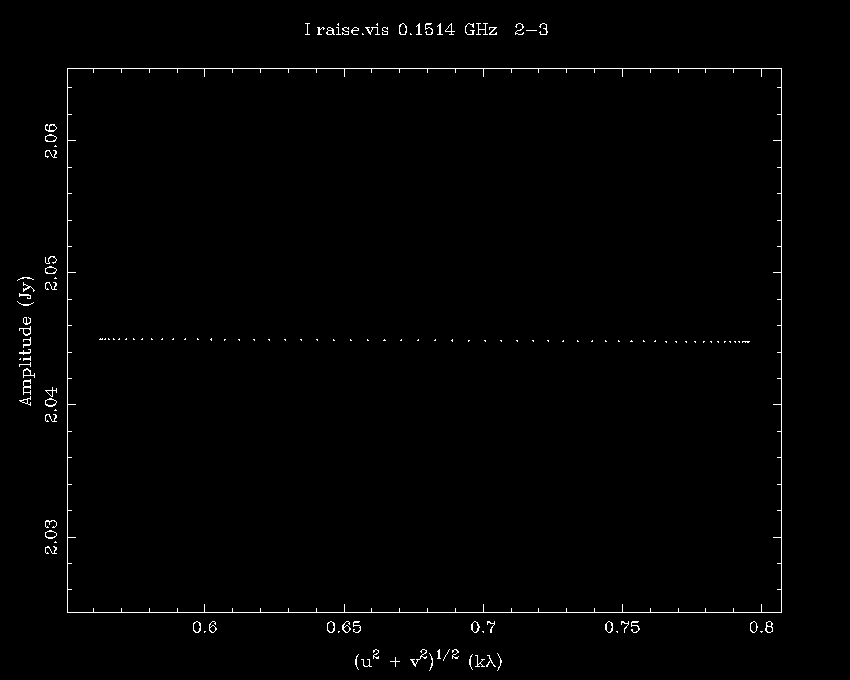 I raise.vis 0.1514 GHz 2−3
2.06
2.05
2.04
2.03
Amplitude (Jy)
0.6 0.65 0.7 0.75 0.8
(u² + v²)¹/² (kλ)